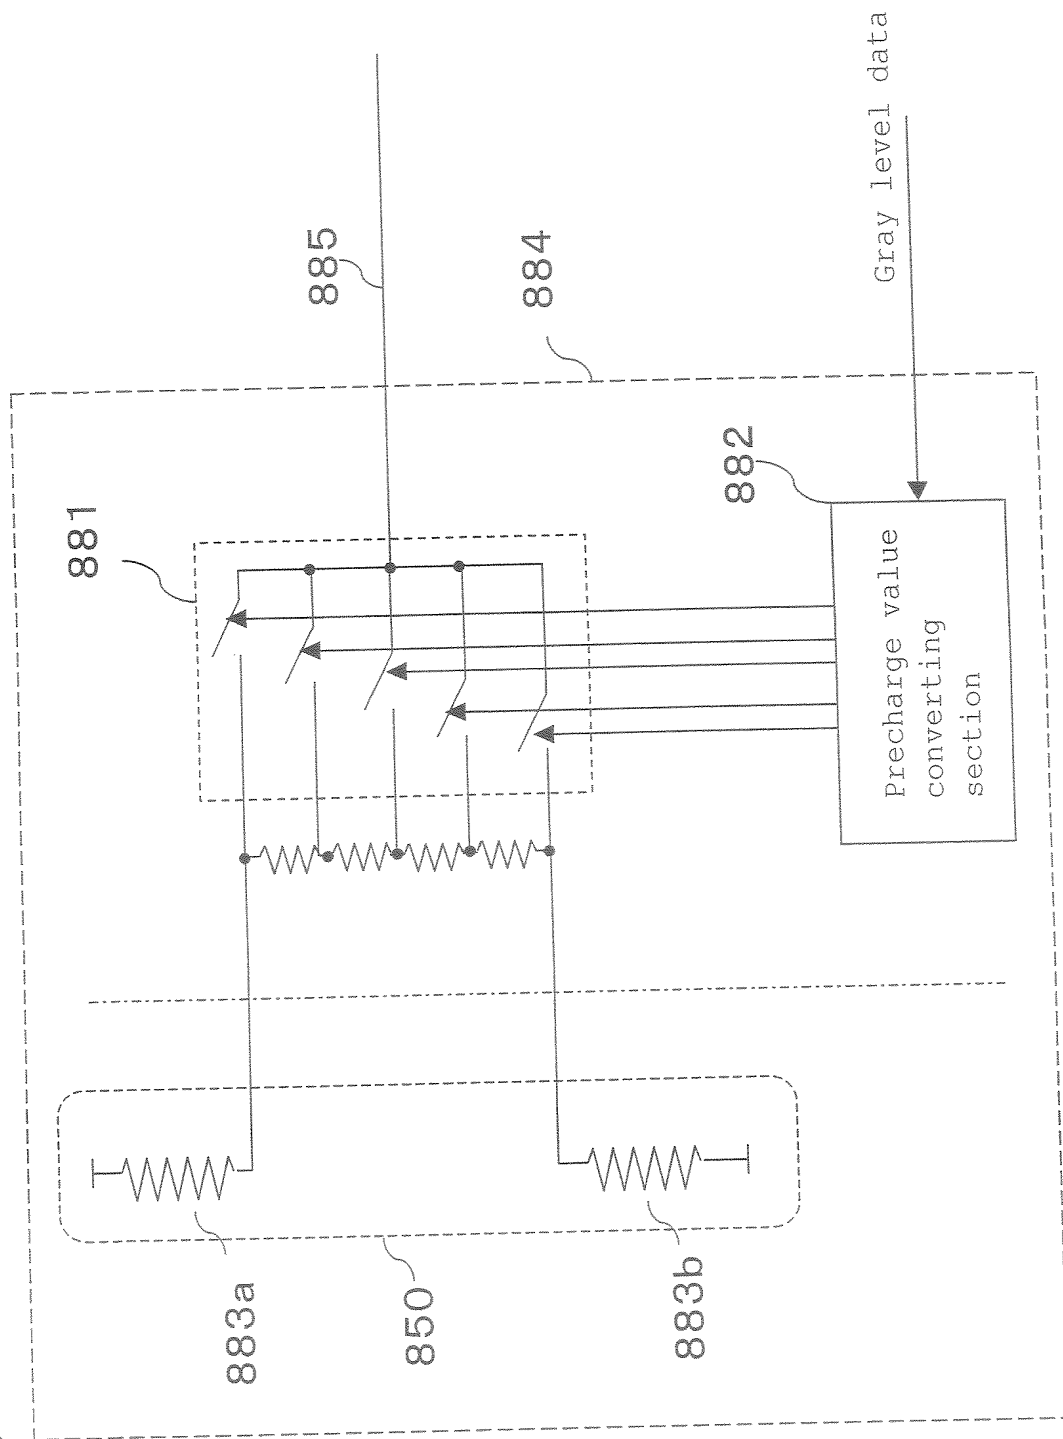 885
884
Gray level data
881
882
Precharge value
converting
section
883a
850
883b